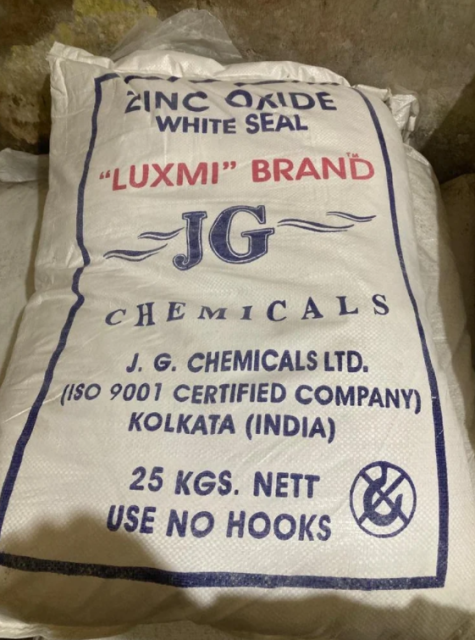 ZINC OXIDE
WHITE SEAL
"LUXMI" BRAND™
JG
CHEMICALS
J. G. CHEMICALS LTD.
(ISO 9001 CERTIFIED COMPANY)
KOLKATA (INDIA)
25 KGS. NETT
USE NO HOOKS